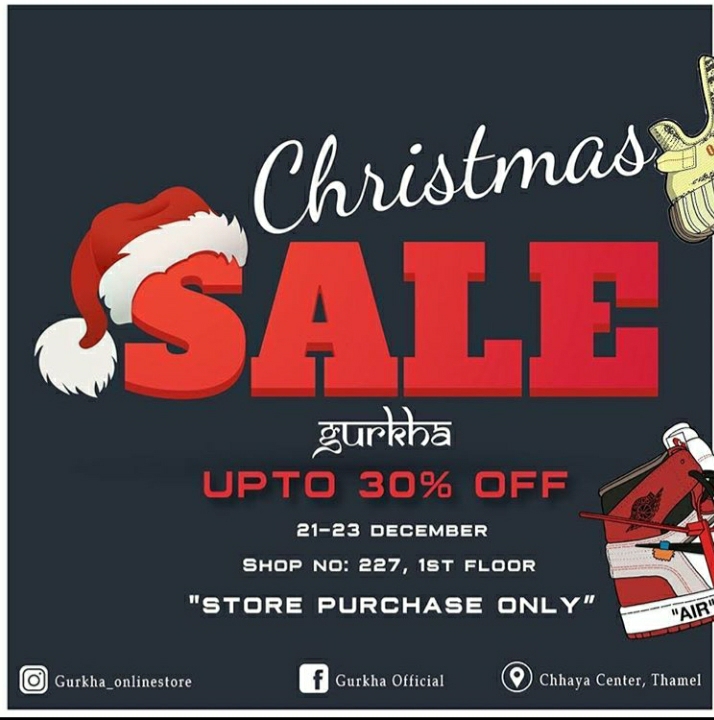 Christmas
SALE
gurkha
UPTO 30% OFF
21-23 DECEMBER
SHOP NO: 227, 1ST FLOOR
"STORE PURCHASE ONLY"
"AIR"
Gurkha_onlinestore
Gurkha Official
Chhaya Center, Thamel